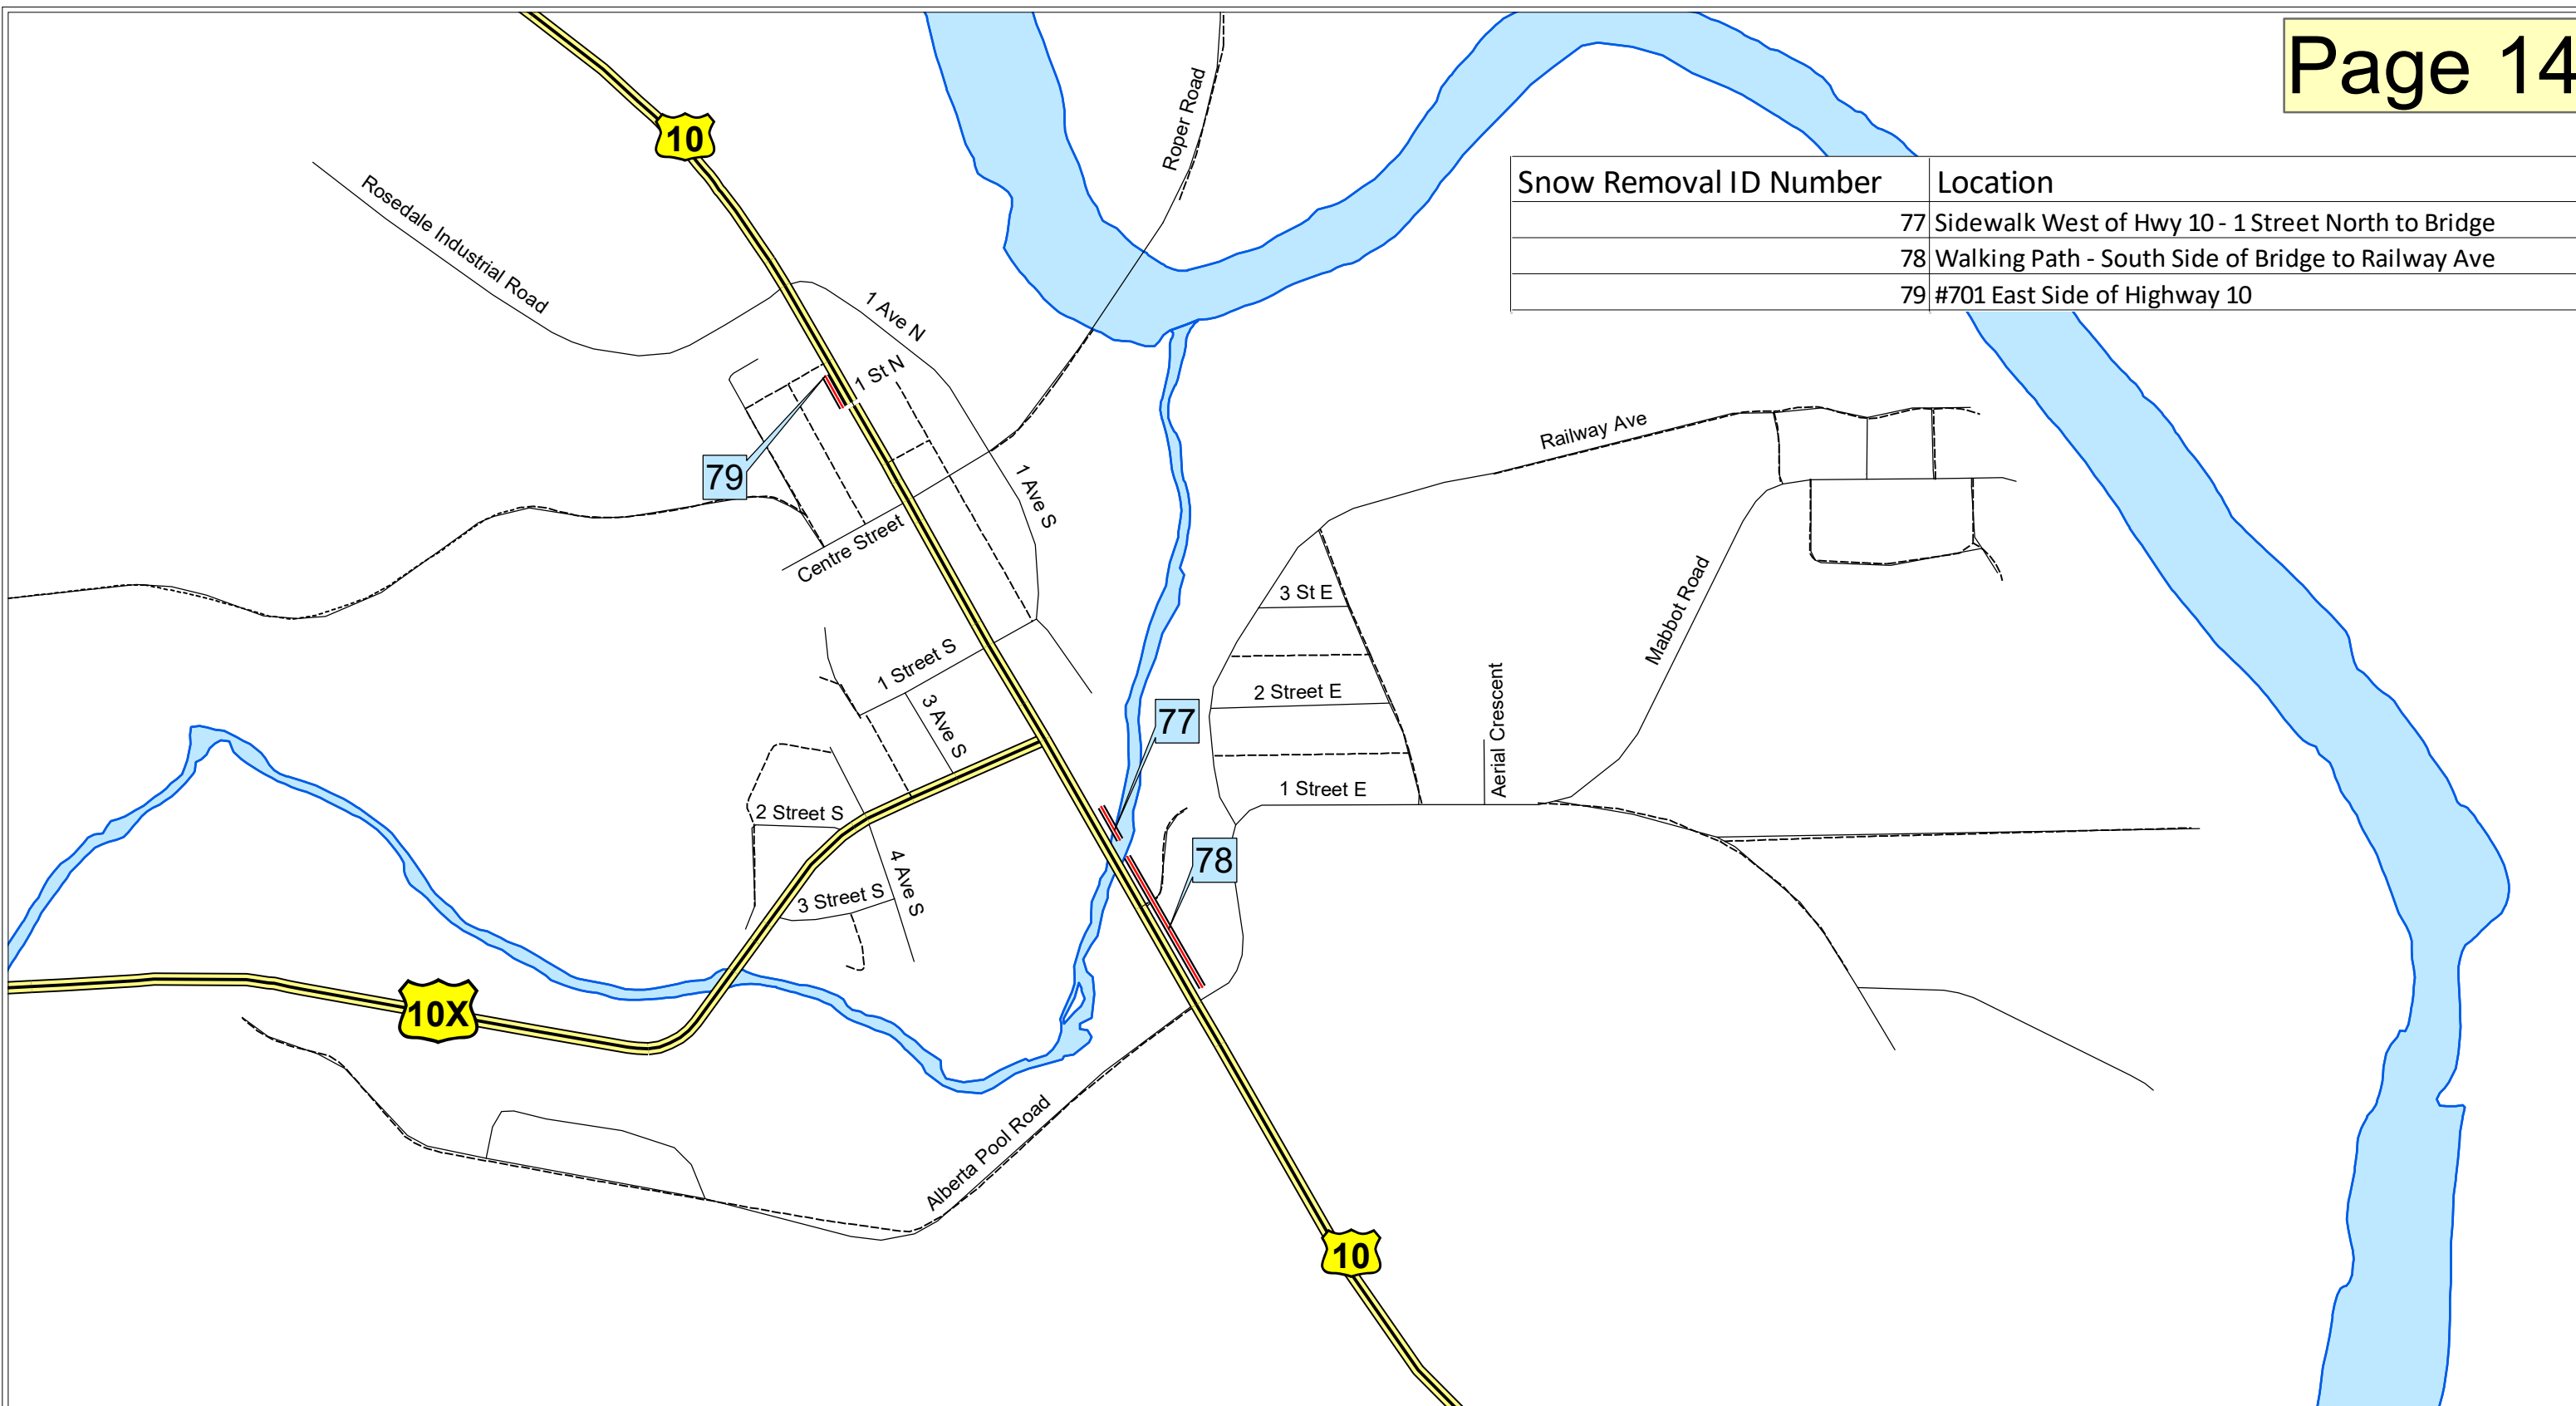 Page 14
Snow Removal ID Number Location
77 Sidewalk West of Hwy 10 - 1 Street North to Bridge
78 Walking Path - South Side of Bridge to Railway Ave
79 #701 East Side of Highway 10
10
Roper Road
Rosedale Industrial Road
1 Ave N
1 St N
79
1 Ave S
Centre Street
Railway Ave
3 St E
Mabbot Road
1 Street S
3 Ave S
77
2 Street E
Aerial Crescent
1 Street E
2 Street S
78
4 Ave S
3 Street S
10X
Alberta Pool Road
10